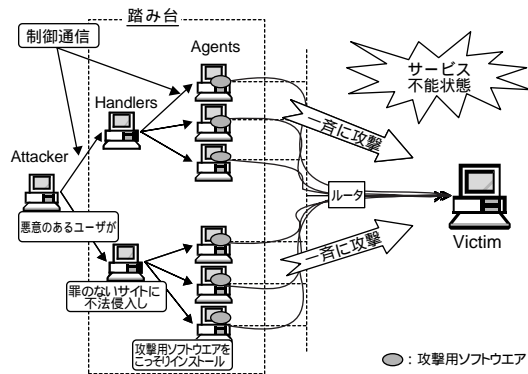 踏み台
制御通信
Agents
サービス
不能状態
Handlers
一斉に攻撃
Attacker
ルータ
悪意のあるユーザが
Victim
一斉に攻撃
罪のないサイトに
不法侵入し
攻撃用ソフトウエアを
こっそりインストール
:攻撃用ソフトウエア